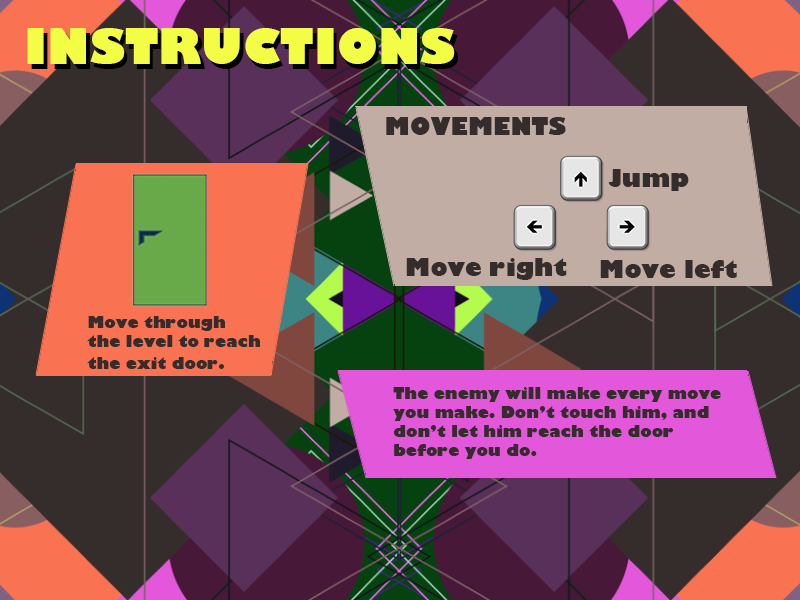 INSTRUCTIONS
MOVEMENTS
Jump
Move right
Move left
Move through
the level to reach
the exit door.
The enemy will make every move
you make. Don't touch him, and
don't let him reach the door
before you do.